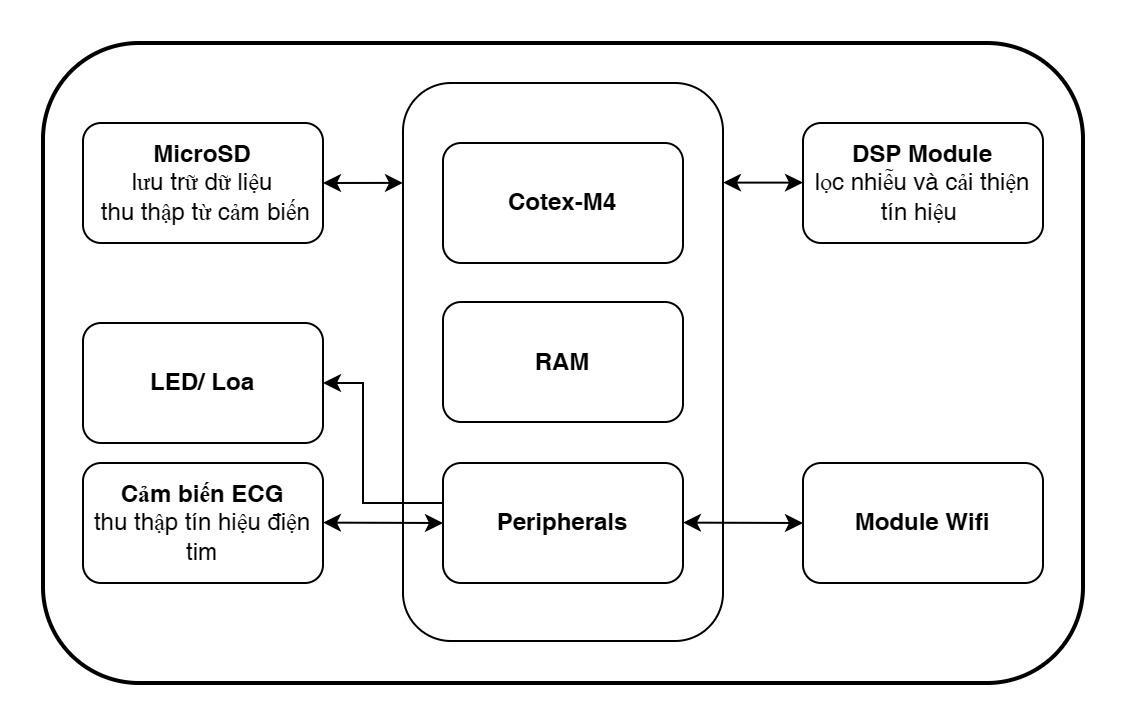 MicroSD
lưu trữ dữ liệu
thu thập từ cảm biến
Cotex-M4
DSP Module
lọc nhiễu và cải thiện
tín hiệu
LED/ Loa
RAM
Cảm biến ECG
thu thập tín hiệu điện
tim
Peripherals
Module Wifi